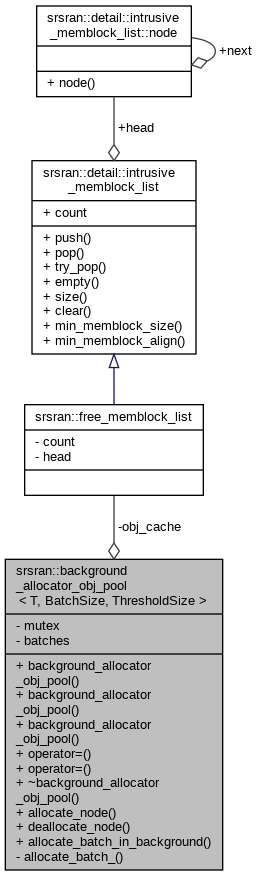 srsran::detail::intrusive
_memblock_list::node
+ node()
+next
+head
srsran::detail::intrusive
_memblock_list
+ count
+ push()
+ pop()
+ try_pop()
+ empty()
+ size()
+ clear()
+ min_memblock_size()
+ min_memblock_align()
srsran::free_memblock_list
- count
- head
-obj_cache
srsran::background
_allocator_obj_pool
< T, BatchSize, ThresholdSize >
- mutex
- batches
+ background_allocator
_obj_pool()
+ background_allocator
_obj_pool()
+ background_allocator
_obj_pool()
+ operator=()
+ operator=()
+ ~background_allocator
_obj_pool()
+ allocate_node()
+ deallocate_node()
+ allocate_batch_in_background()
- allocate_batch_()